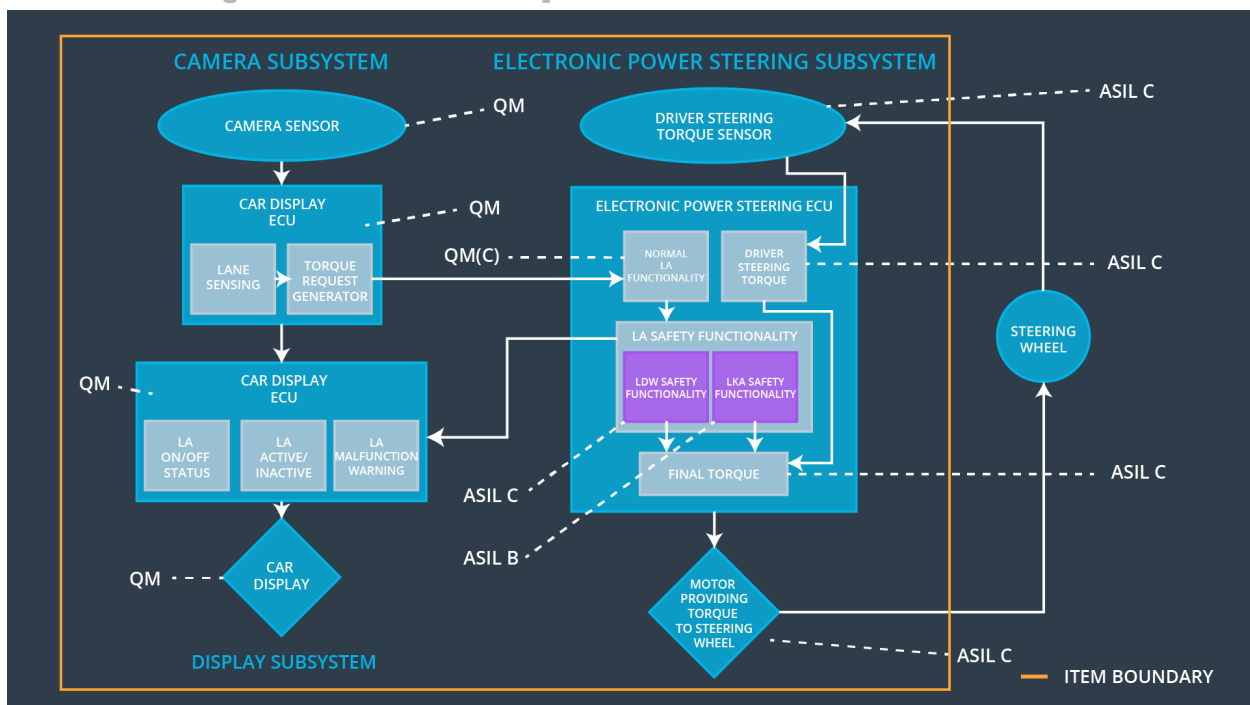 CAMERA SUBSYSTEM
ELECTRONIC POWER STEERING SUBSYSTEM
CAMERA SENSOR
QM
DRIVER STEERING
TORQUE SENSOR
ASIL C
CAR DISPLAY
ECU
QM
LANE
SENSING
TORQUE
REQUEST
GENERATOR
ELECTRONIC POWER STEERING ECU
QM(C)
NORMAL
LA
FUNCTIONALITY
DRIVER
STEERING
TORQUE
ASIL C
LA SAFETY FUNCTIONALITY
LDW SAFETY
FUNCTIONALITY
LKA SAFETY
FUNCTIONALITY
STEERING
WHEEL
QM
CAR DISPLAY
ECU
LA
ON/OFF
STATUS
LA
ACTIVE/
INACTIVE
LA
MALFUNCTION
WARNING
FINAL TORQUE
ASIL C
ASIL C
ASIL B
QM
CAR
DISPLAY
MOTOR
PROVIDING
TORQUE
TO STEERING
WHEEL
ASIL C
DISPLAY SUBSYSTEM
ITEM BOUNDARY